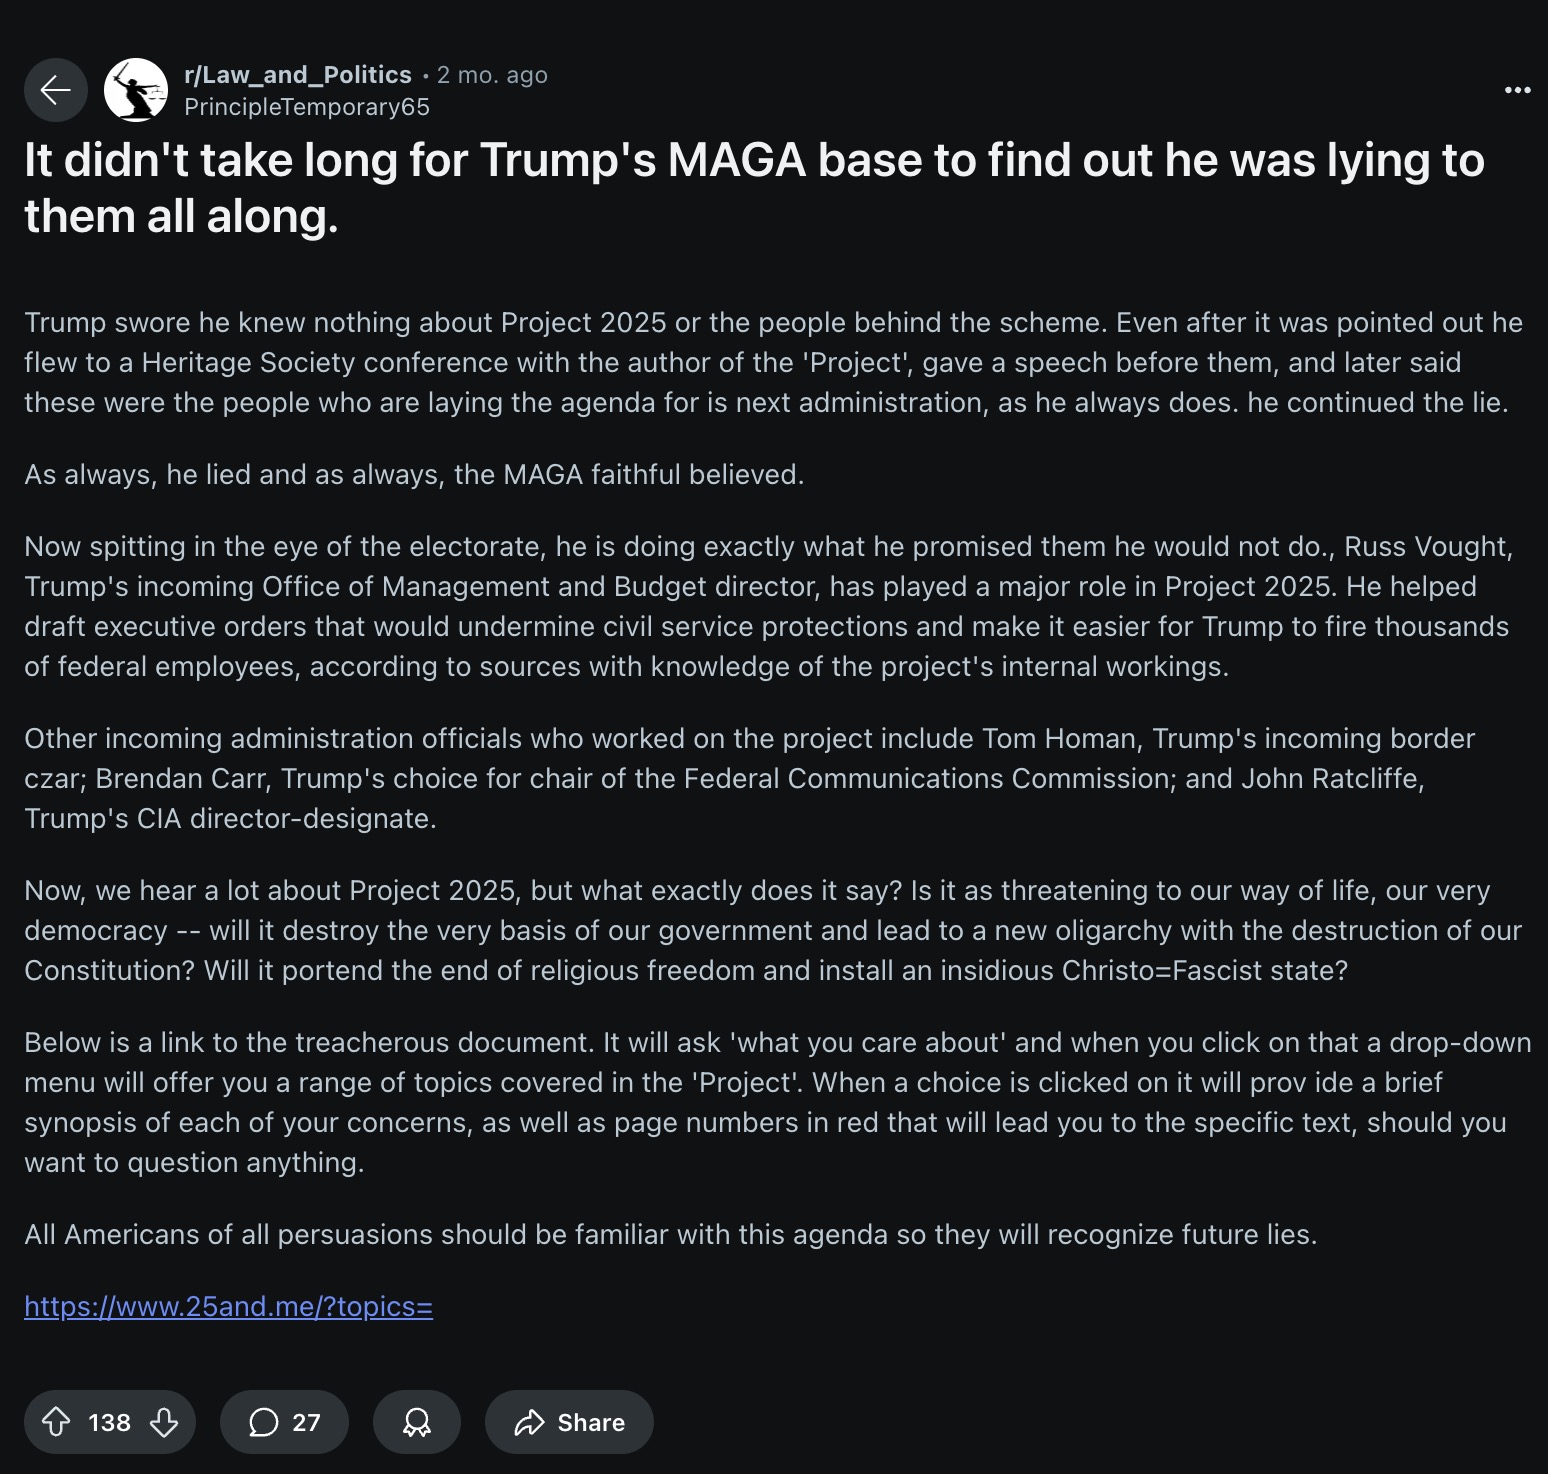 r/Law_and_Politics • 2 mo. ago
PrincipleTemporary65
It didn't take long for Trump's MAGA base to find out he was lying to
them all along.
Trump swore he knew nothing about Project 2025 or the people behind the scheme. Even after it was pointed out he
flew to a Heritage Society conference with the author of the 'Project', gave a speech before them, and later said
these were the people who are laying the agenda for is next administration, as he always does. he continued the lie.
As always, he lied and as always, the MAGA faithful believed.
Now spitting in the eye of the electorate, he is doing exactly what he promised them he would not do., Russ Vought,
Trump's incoming Office of Management and Budget director, has played a major role in Project 2025. He helped
draft executive orders that would undermine civil service protections and make it easier for Trump to fire thousands
of federal employees, according to sources with knowledge of the project's internal workings.
Other incoming administration officials who worked on the project include Tom Homan, Trump's incoming border
czar; Brendan Carr, Trump's choice for chair of the Federal Communications Commission; and John Ratcliffe,
Trump's CIA director-designate.
Now, we hear a lot about Project 2025, but what exactly does it say? Is it as threatening to our way of life, our very
democracy -- will it destroy the very basis of our government and lead to a new oligarchy with the destruction of our
Constitution? Will it portend the end of religious freedom and install an insidious Christo=Fascist state?
Below is a link to the treacherous document. It will ask 'what you care about' and when you click on that a drop-down
menu will offer you a range of topics covered in the 'Project'. When a choice is clicked on it will prov ide a brief
synopsis of each of your concerns, as well as page numbers in red that will lead you to the specific text, should you
want to question anything.
All Americans of all persuasions should be familiar with this agenda so they will recognize future lies.
https://www.25and.me/?topics=
138 27 Share